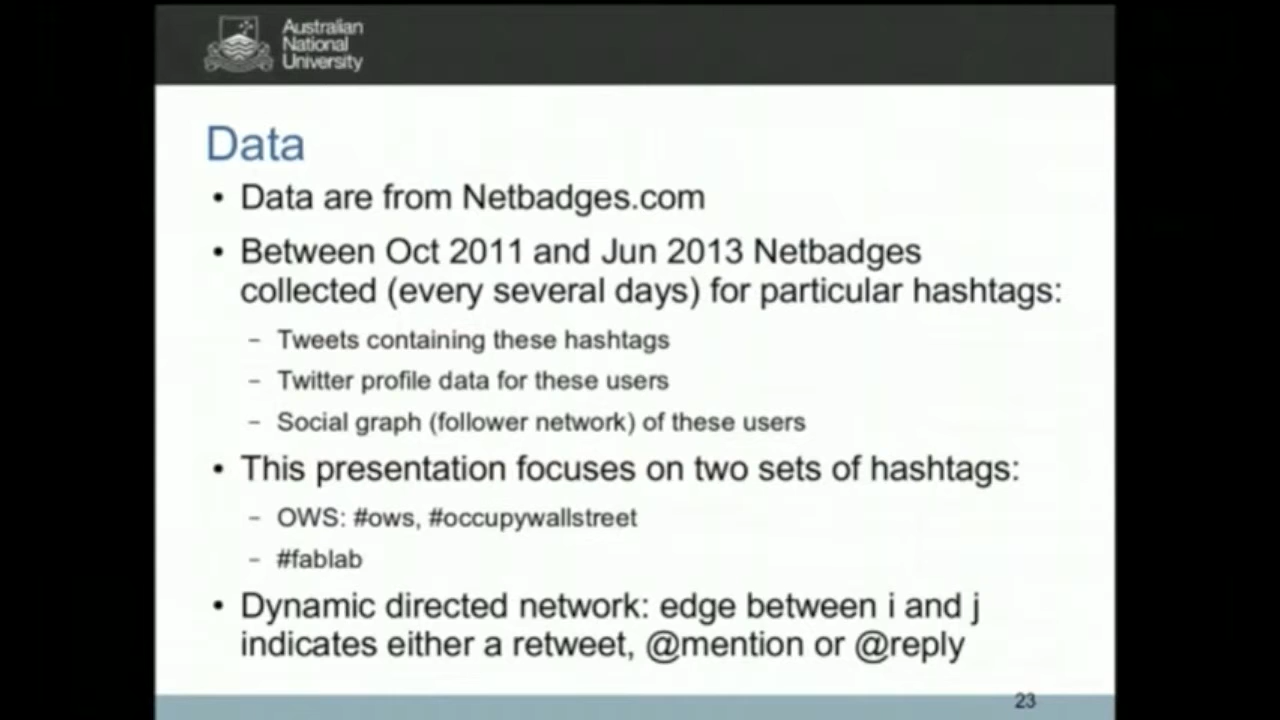 Australian
National
University
Data
• Data are from Netbadges.com
• Between Oct 2011 and Jun 2013 Netbadges
collected (every several days) for particular hashtags:
– Tweets containing these hashtags
– Twitter profile data for these users
– Social graph (follower network) of these users
• This presentation focuses on two sets of hashtags:
– OWS: #ows, #occupywallstreet
– #fablab
• Dynamic directed network: edge between i and j
indicates either a retweet, @mention or @reply
23